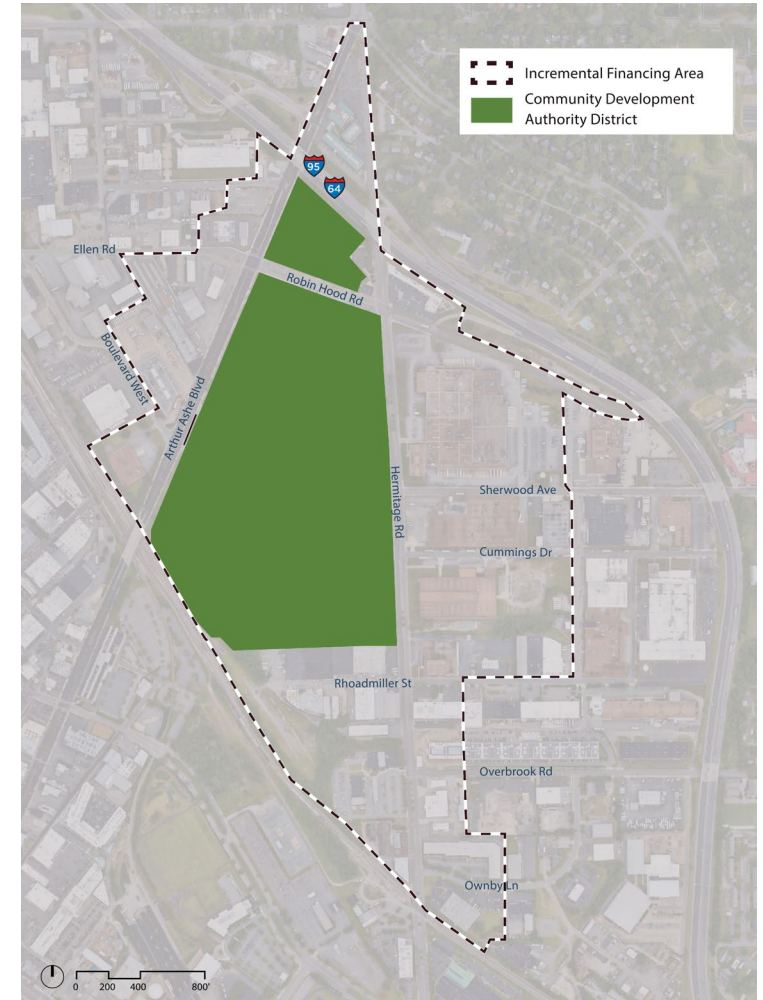 Incremental Financing Area
Community Development
Authority District
95
64
Ellen Rd
Robin Hood Rd
Boulevard West
Arthur Ashe Blvd
Hermitage Rd
Sherwood Ave
Cummings Dr
Rhoadmiller St
Overbrook Rd
Ownby Ln
0 200 400 800'